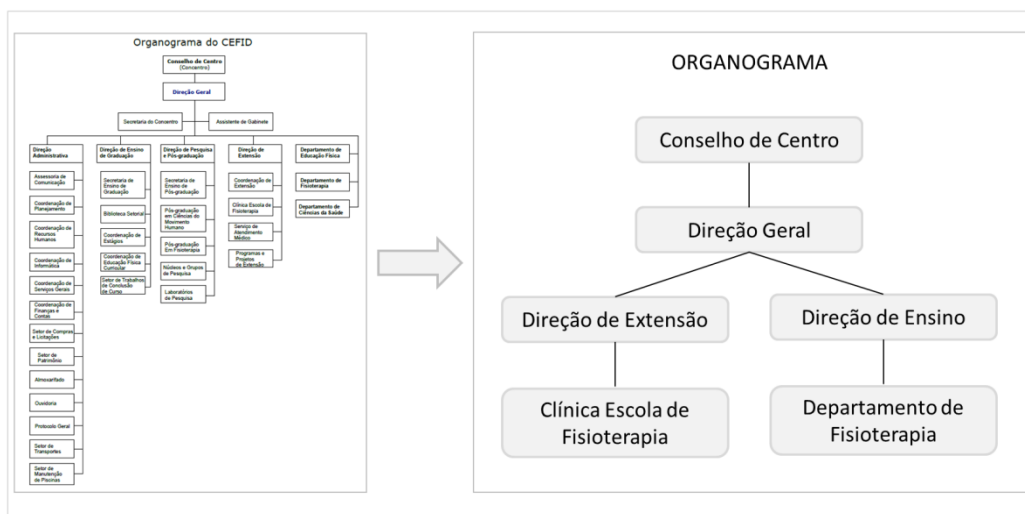 Organograma do CEFID
Conselho de Centro
(Concentro)
Direção Geral
Secretaria do Concentro
Assistente de Gabinete
Direção
Administrativa
Assessoria de
Comunicação
Coordenação de
Planejamento
Coordenação de
Recursos
Humanos
Coordenação de
Informática
Coordenação de
Serviços Gerais
Coordenação de
Finanças e
Contas
Setor de Compras
e Licitações
Setor de
Patrimônio
Almoxarifado
Ouvidoria
Protocolo Geral
Setor de
Transportes
Setor de
Manutenção
de Piscinas
Direção de Ensino
de Graduação
Secretaria de
Ensino de
Graduação
Biblioteca Setorial
Coordenação de
Estágios
Coordenação de
Educação Física
Curricular
Setor de Trabalhos
de Conclusão
de Curso
Direção de Pesquisa
e Pós-graduação
Secretaria de
Ensino de
Pós-graduação
Pós-graduação
em Ciências do
Movimento
Humano
Pós-graduação
Em Fisioterapia
Núcleos e Grupos
de Pesquisa
Laboratórios
de Pesquisa
Direção de
Extensão
Coordenação de
Extensão
Clínica Escola de
Fisioterapia
Serviço de
Atendimento
Médico
Programas e
Projetos
de Extensão
Departamento de
Educação Física
Departamento de
Fisioterapia
Departamento de
Ciências da Saúde
ORGANOGRAMA
Conselho de Centro
Direção Geral
Direção de Extensão
Direção de Ensino
Clínica Escola de
Fisioterapia
Departamento de
Fisioterapia